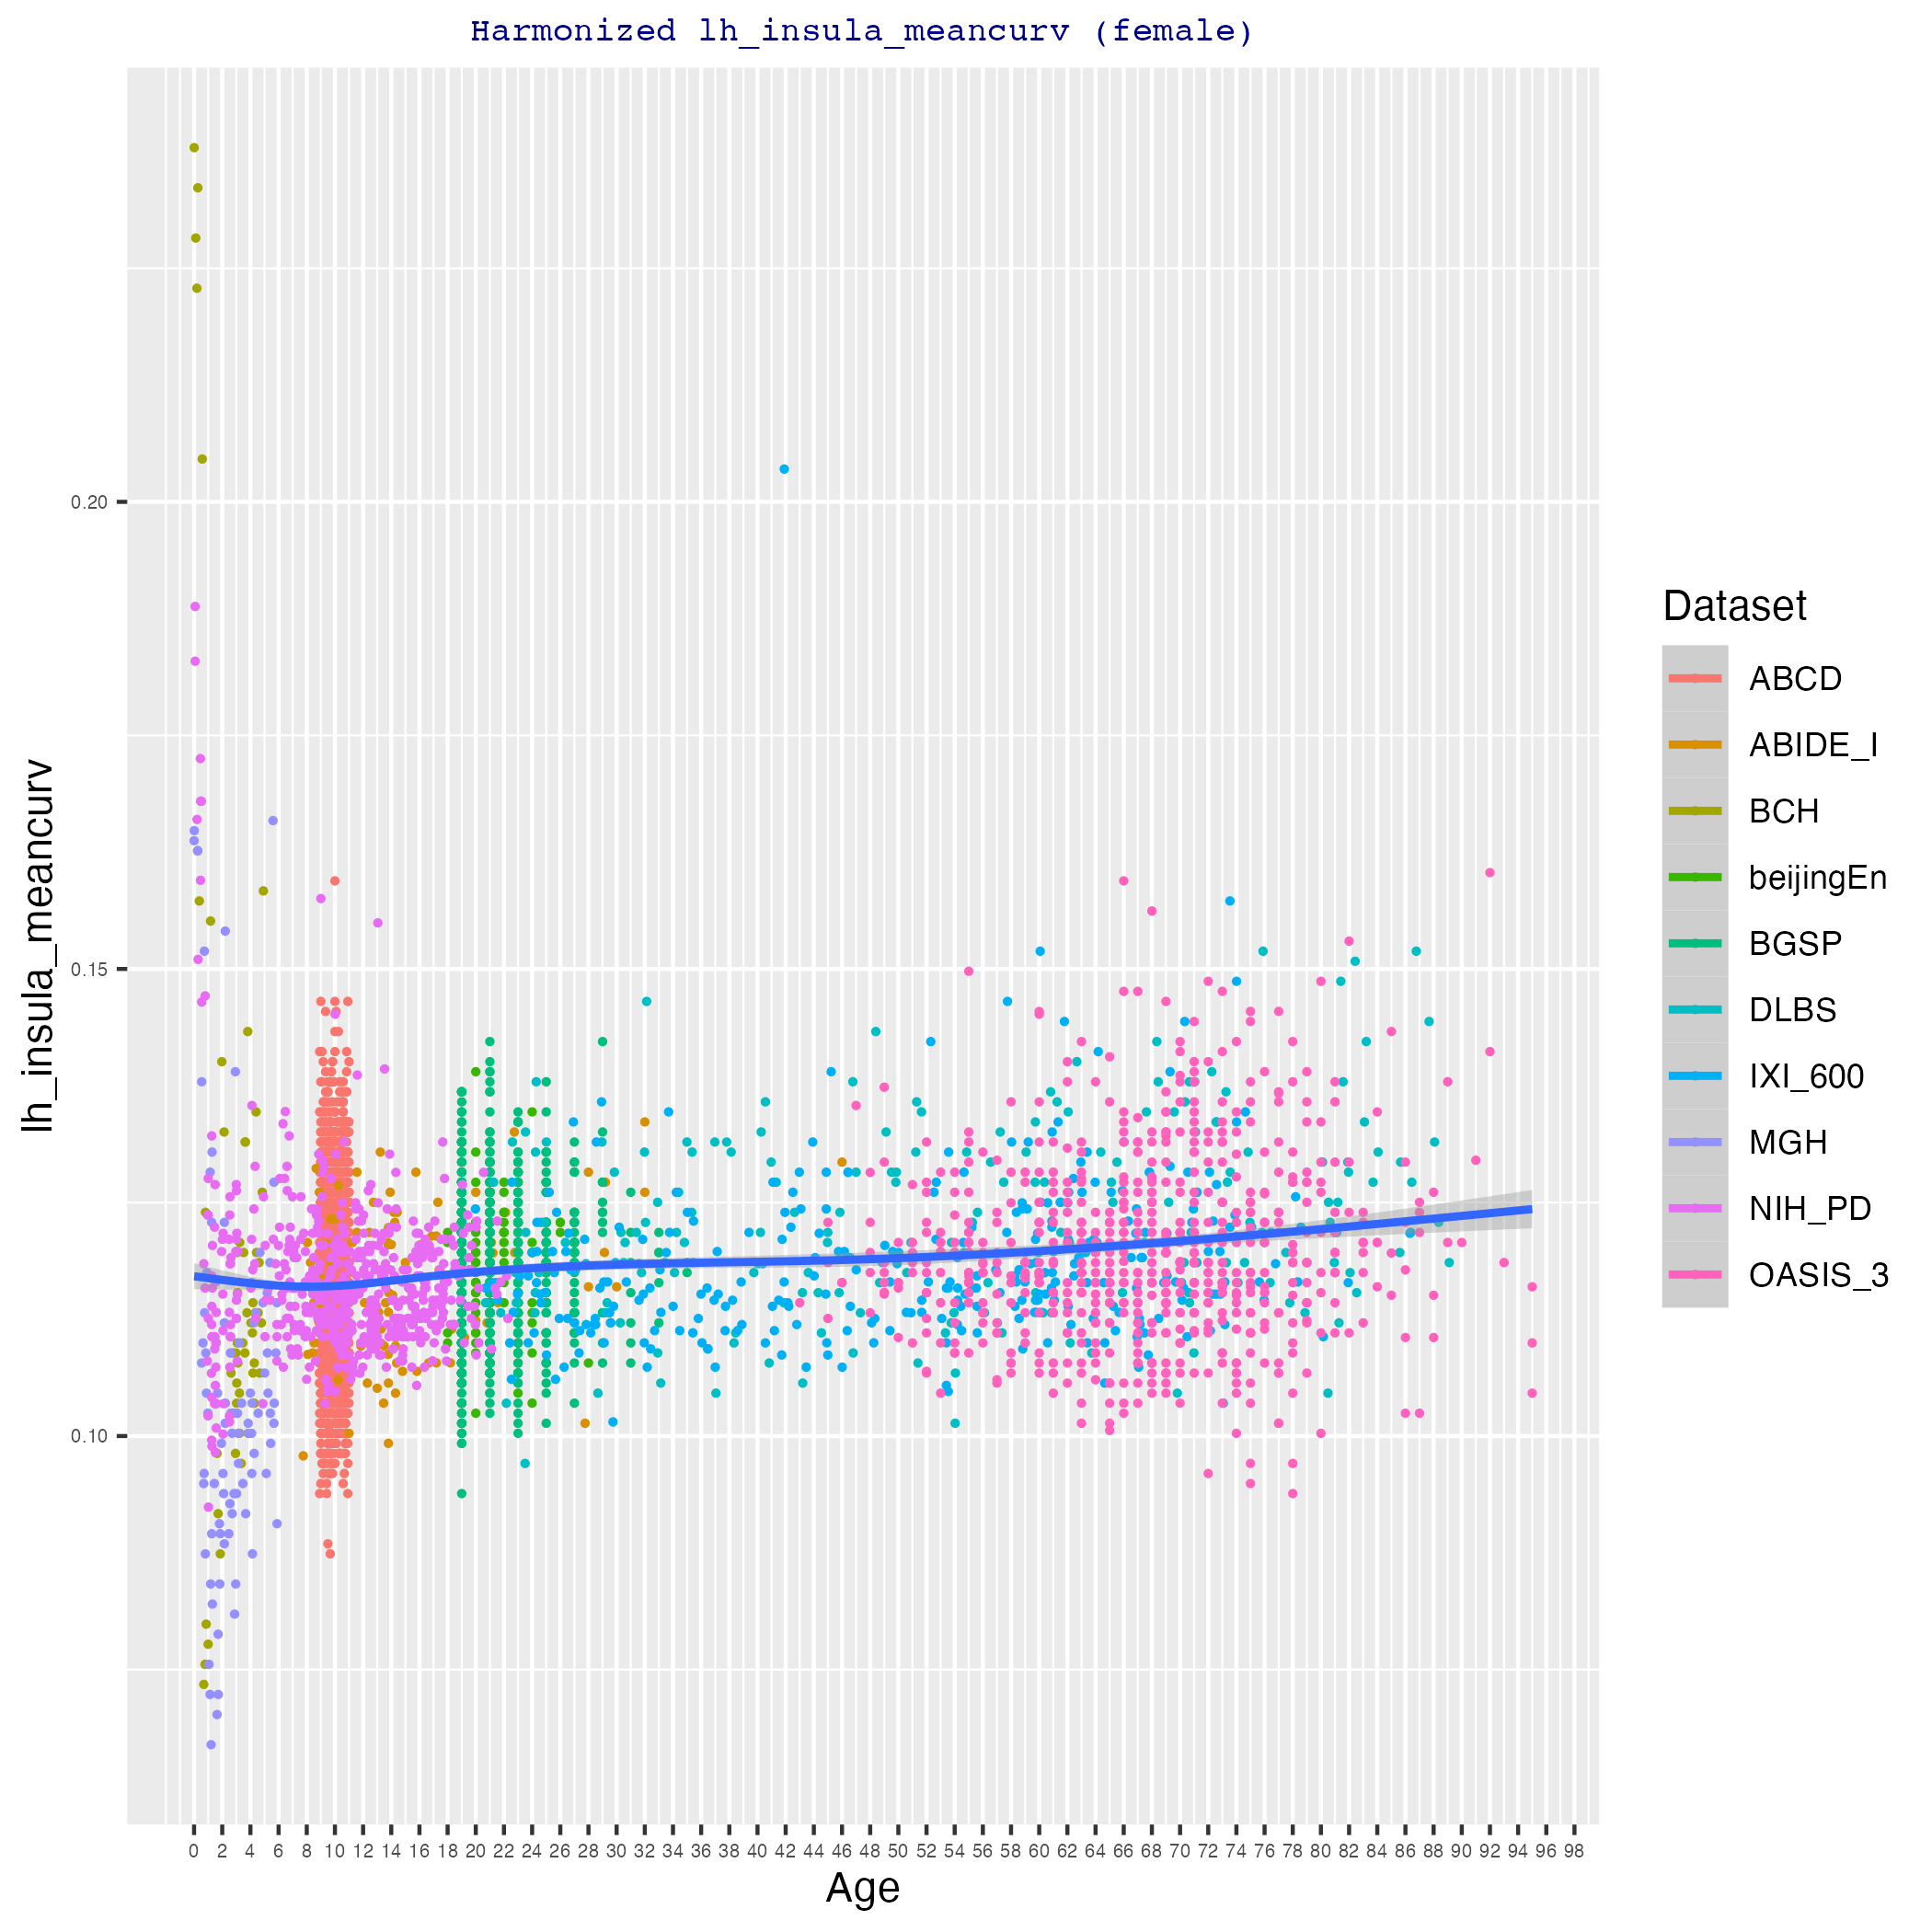 Harmonized lh_insula_meancurv (female)
lh_insula_meancurv
0.20
0.15
0.10
0 2 4 6 8 10 12 14 16 18 20 22 24 26 28 30 32 34 36 38 40 42 44 46 48 50 52 54 56 58 60 62 64 66 68 70 72 74 76 78 80 82 84 86 88 90 92 94 96 98
Age
Dataset
ABCD
ABIDE_I
BCH
beijingEn
BGSP
DLBS
IXI_600
MGH
NIH_PD
OASIS_3